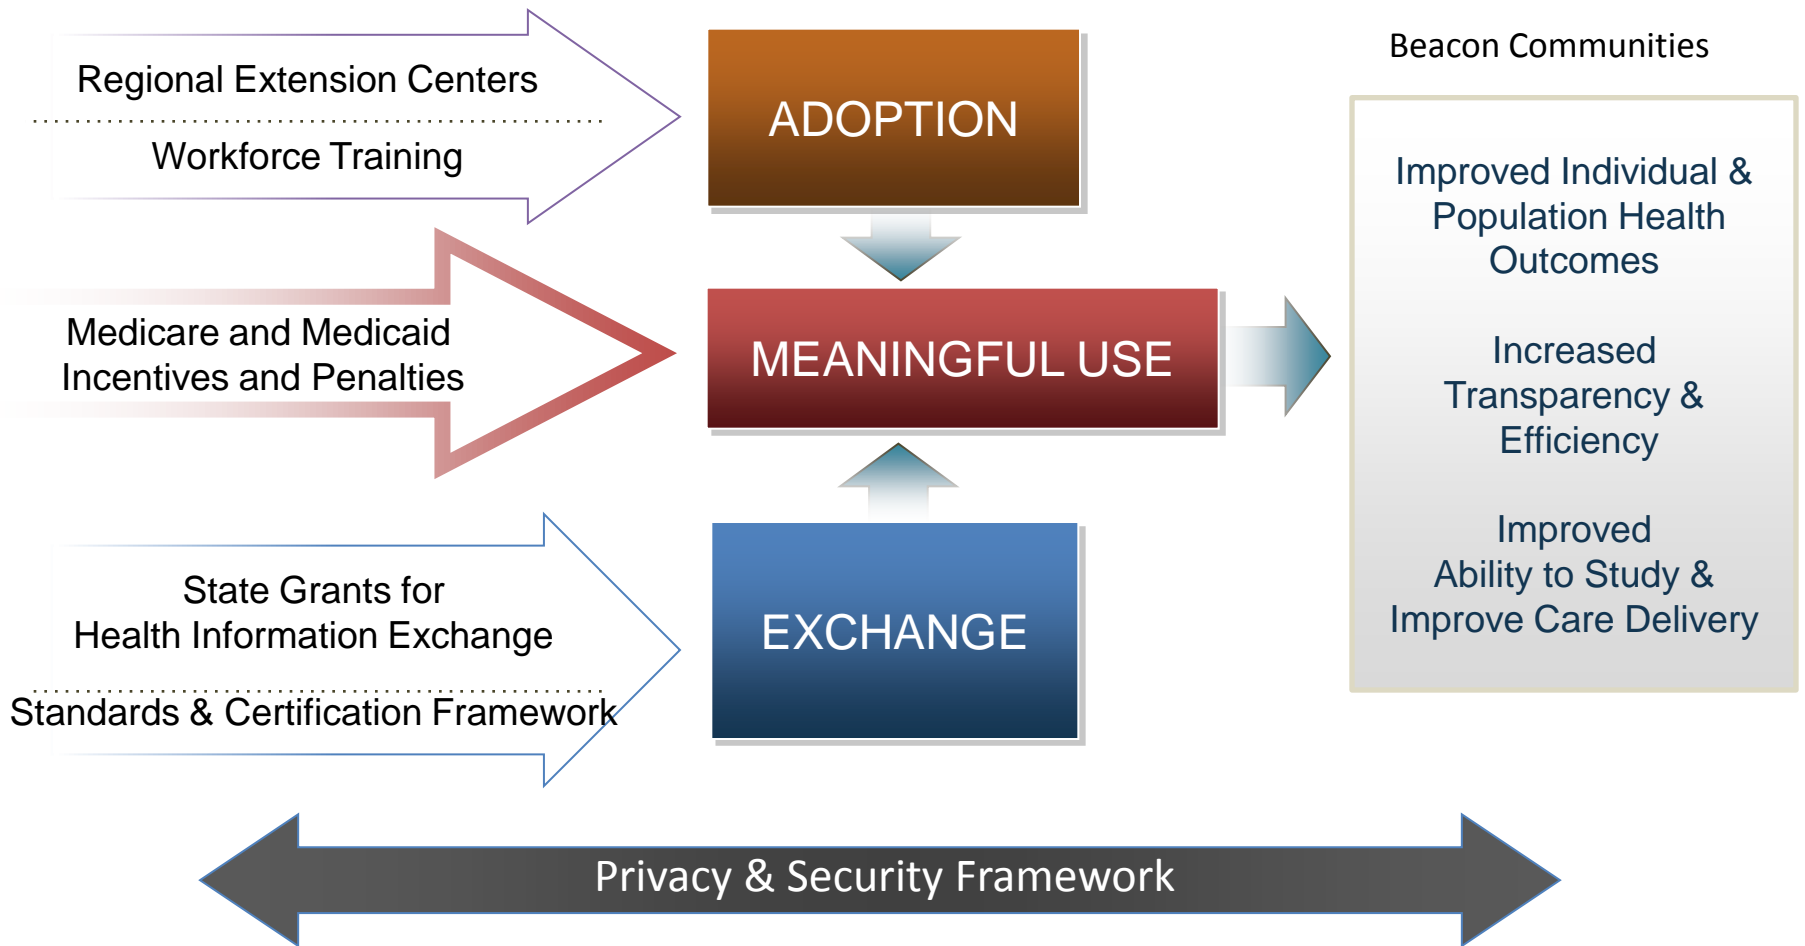 Regional Extension Centers
Workforce Training
ADOPTION
Beacon Communities
Medicare and Medicaid
Incentives and Penalties
MEANINGFUL USE
Improved Individual &
Population Health
Outcomes
Increased
Transparency &
Efficiency
Improved
Ability to Study &
Improve Care Delivery
State Grants for
Health Information Exchange
Standards & Certification Framework
EXCHANGE
Privacy & Security Framework